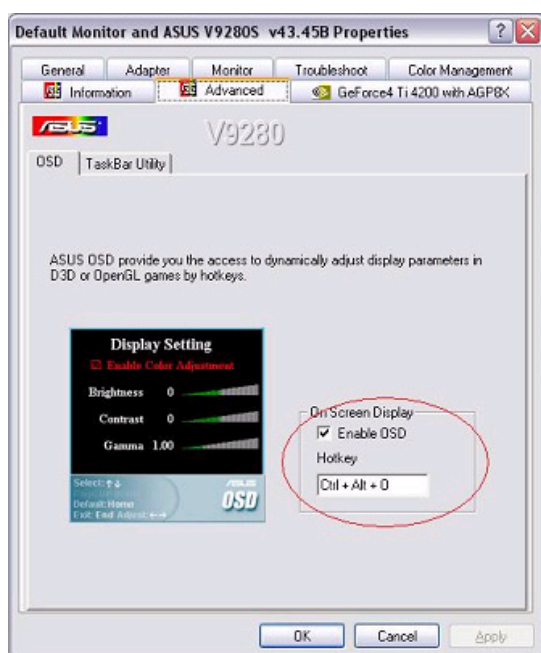 Default Monitor and ASUS V9280S v43.45B Properties
General Adapter Monitor Troubleshoot Color Management
Information Advanced GeForce4 Ti 4200 with AGP8X
ASUS V9280
OSD TaskBar Utility
ASUS OSD provide you the access to dynamically adjust display parameters in
D3D or OpenGL games by hotkeys.
Display Setting
Enable Color Adjustment
Brightness 0
Contrast 0
Gamma 1.00
Select:
Default:Home
Exit: End Adjust:
ASUS
OSD
On Screen Display
Enable OSD
Hotkey
Ctrl + Alt + O
OK Cancel Apply